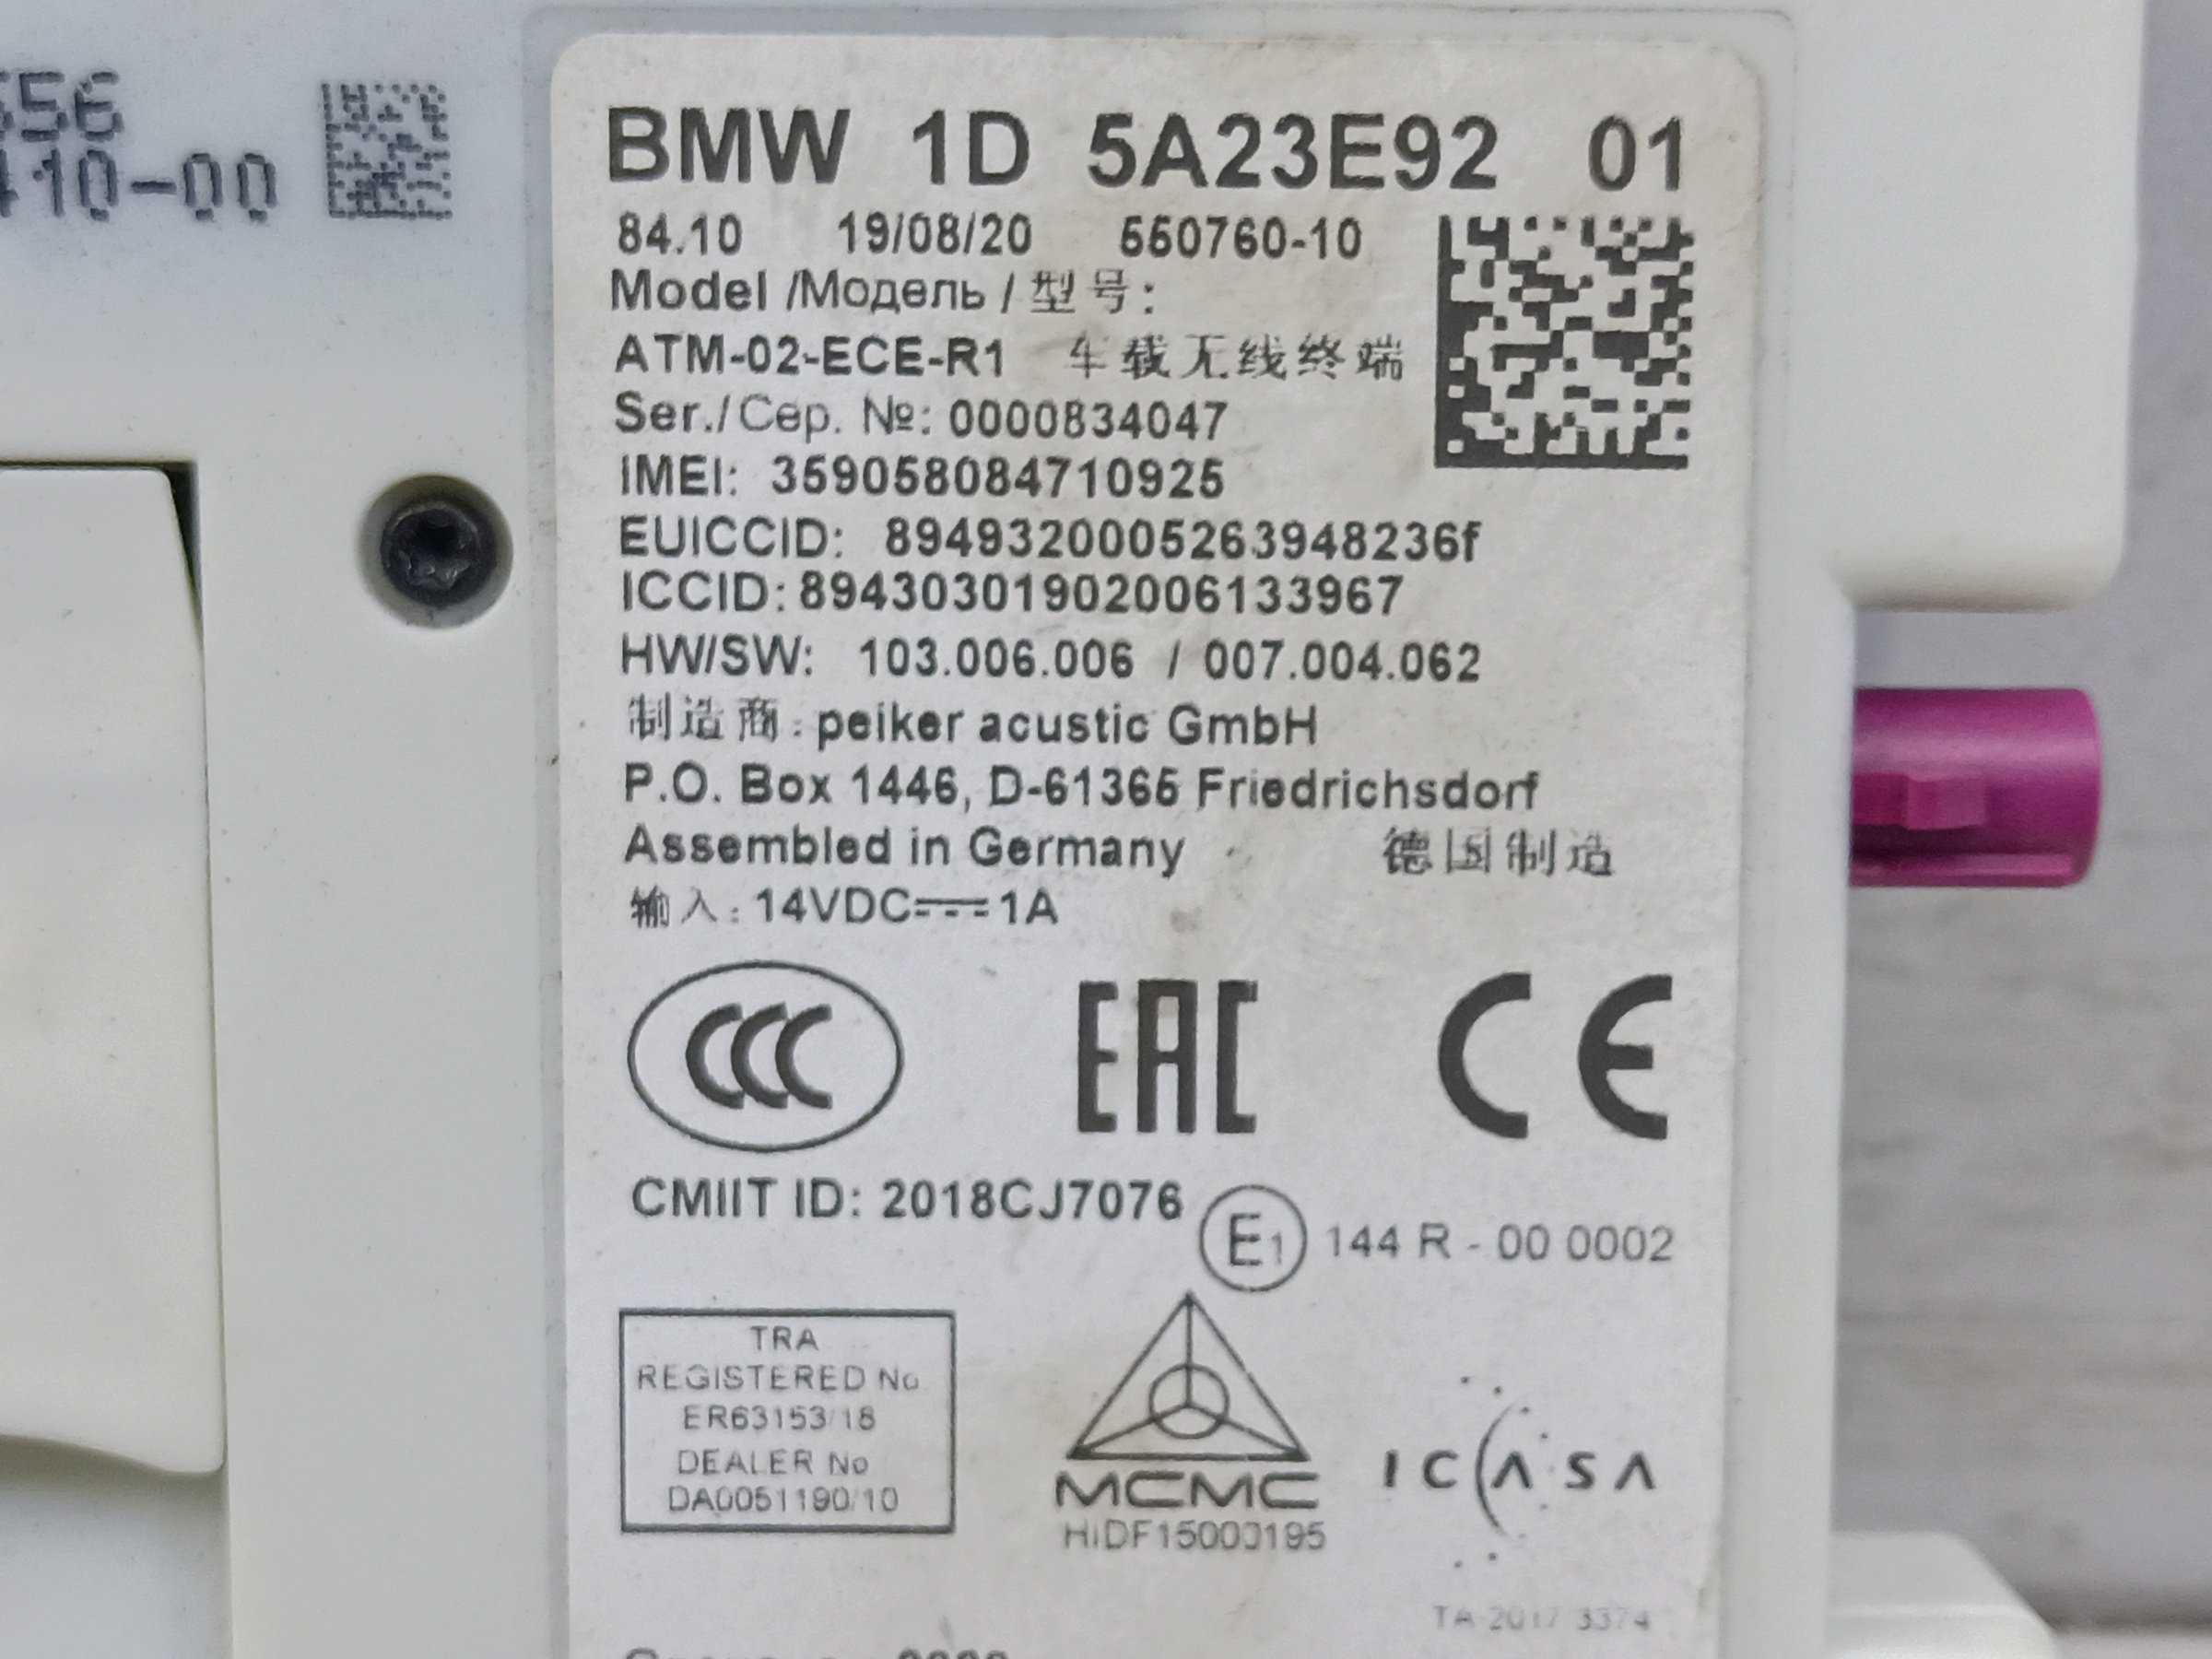 556
410-00
BMW 1D 5A23E92 01
84.10 19/08/20 550760-10
Model /Модель / 型号:
ATM-02-ECE-R1 车载无线终端
Ser./Сер. №: 0000834047
IMEI: 359058084710925
EUICCID: 89493200005263948236f
ICCID: 8943030190200613 3967
HW/SW: 103.006.006 / 007.004.062
制造商: peiker acustic GmbH
P.O. Box 1446, D-61365 Friedrichsdorf
Assembled in Germany 德国制造
输入: 14VDC⎓1A
CCC EAC CE
CMIIT ID: 2018CJ7076
E1 144 R - 00 0002
TRA
REGISTERED No
ER63153/18
DEALER No
DA0051190/10
MCMC
HIDF15000195
ICASA
TA-2017 3374